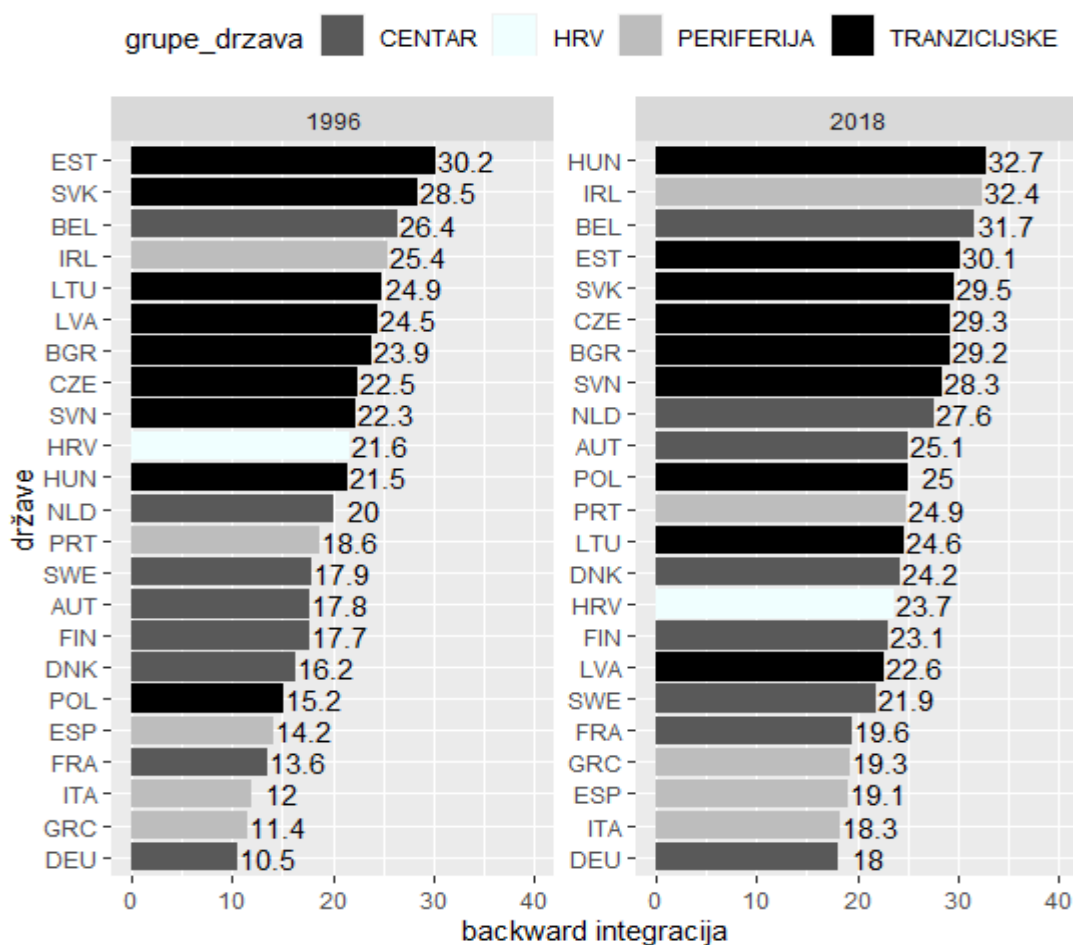 grupe_drzava CENTAR HRV PERIFERIJA TRANZICIJSKE
1996
EST 30.2
SVK 28.5
BEL 26.4
IRL 25.4
LTU 24.9
LVA 24.5
BGR 23.9
CZE 22.5
SVN 22.3
HRV 21.6
HUN 21.5
NLD 20
PRT 18.6
SWE 17.9
AUT 17.8
FIN 17.7
DNK 16.2
POL 15.2
ESP 14.2
FRA 13.6
ITA 12
GRC 11.4
DEU 10.5
0 10 20 30 40
2018
HUN 32.7
IRL 32.4
BEL 31.7
EST 30.1
SVK 29.5
CZE 29.3
BGR 29.2
SVN 28.3
NLD 27.6
AUT 25.1
POL 25
PRT 24.9
LTU 24.6
DNK 24.2
HRV 23.7
FIN 23.1
LVA 22.6
SWE 21.9
FRA 19.6
GRC 19.3
ESP 19.1
ITA 18.3
DEU 18
0 10 20 30 40
države
backward integracija